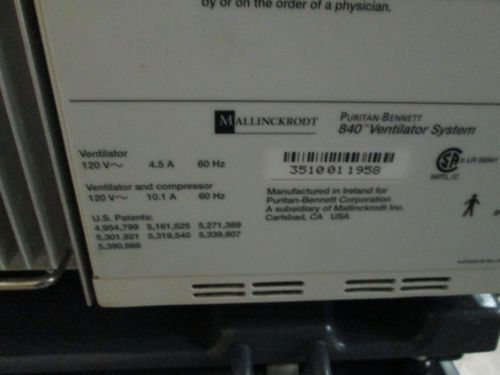 by or on the order of a physician.
MALLINCKRODT
PURITAN-BENNETT
840™Ventilator System
Ventilator
120 V~ 4.5 A 60 Hz
3510011958
NRTL/C
Ventilator and compressor
120 V~ 10.1 A 60 Hz
Manufactured in Ireland for
Puritan-Bennett Corporation
A subsidiary of Mallinckrodt Inc.
Carlsbad, CA USA
U.S. Patents:
4,954,799 5,161,525 5,271,389
5,301,921 5,319,540 5,339,807
5,390,666